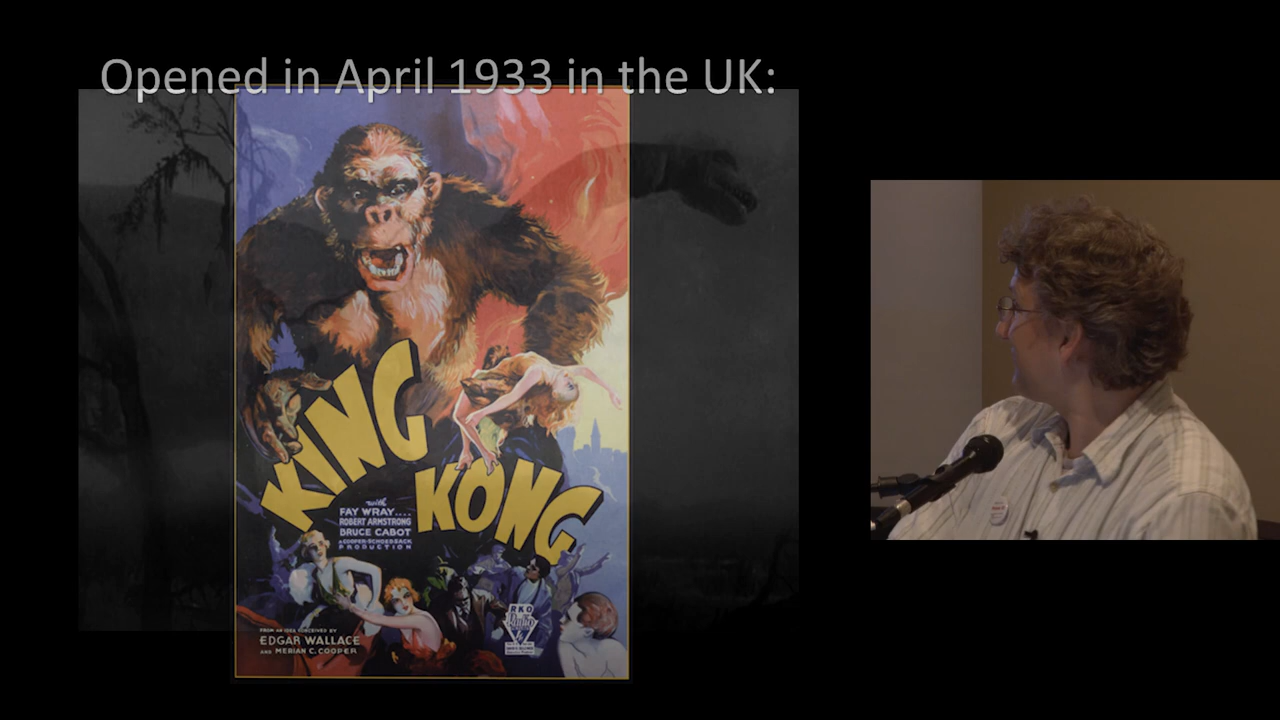 Opened in April 1933 in the UK:
KING
KONG
with
FAY WRAY....
ROBERT ARMSTRONG
BRUCE CABOT
A COOPER-SCHOEDSACK
PRODUCTION
FROM AN IDEA CONCEIVED BY
EDGAR WALLACE
AND MERIAN C. COOPER
RKO
Radio